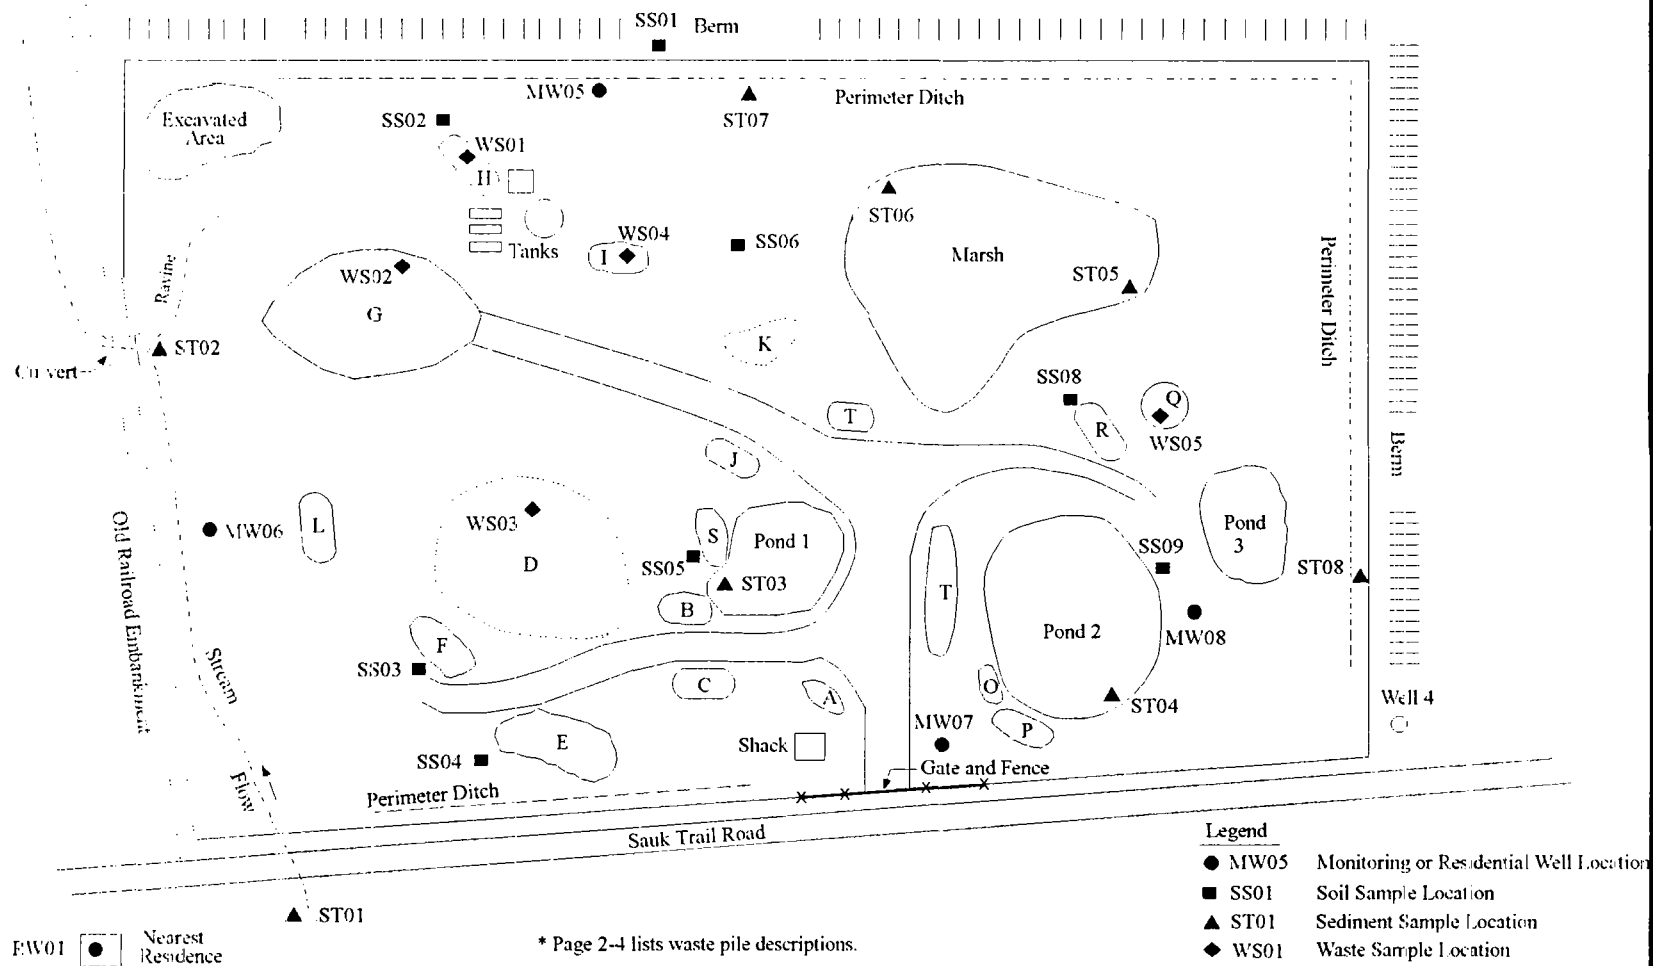 SS01
Berm
MW05
ST07
Perimeter Ditch
Excavated
Area
SS02
WS01
H
Tanks
WS04
I
SS06
ST06
Marsh
ST05
Perimeter Ditch
Ravine
WS02
G
ST02
K
SS08
T
R
Q
WS05
Berm
J
WS03
D
L
MW06
S
Pond 1
SS05
ST03
B
Pond
3
SS09
ST08
T
Pond 2
MW08
Old Railroad Embankment
Stream
Flow
F
SS03
C
A
O
P
ST04
Well 4
MW07
E
SS04
Shack
Gate and Fence
Perimeter Ditch
Sauk Trail Road
ST01
Nearest
Residence
* Page 2-4 lists waste pile descriptions.
Legend
MW05 Monitoring or Residential Well Location
SS01 Soil Sample Location
ST01 Sediment Sample Location
WS01 Waste Sample Location